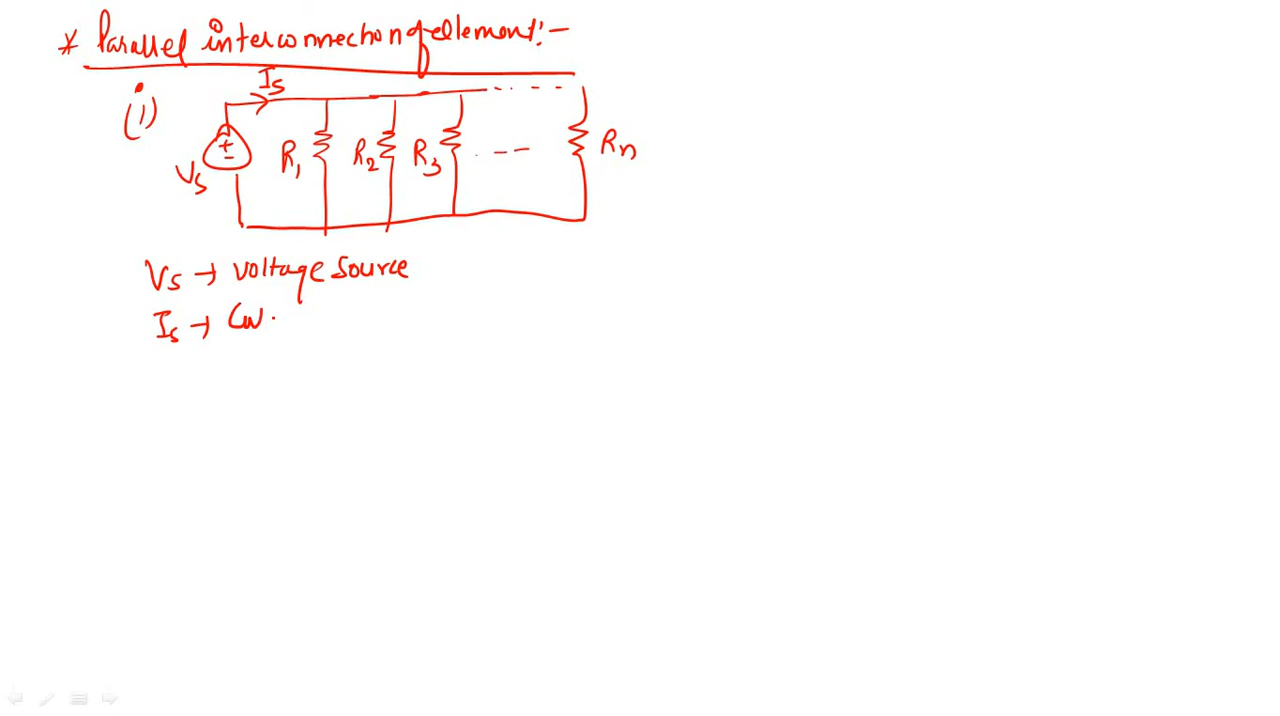 * Parallel interconnection of element:-
(i)
Is
+
-
Vs
R1 R2 R3 Rn
Vs → voltage source
Is → Cur